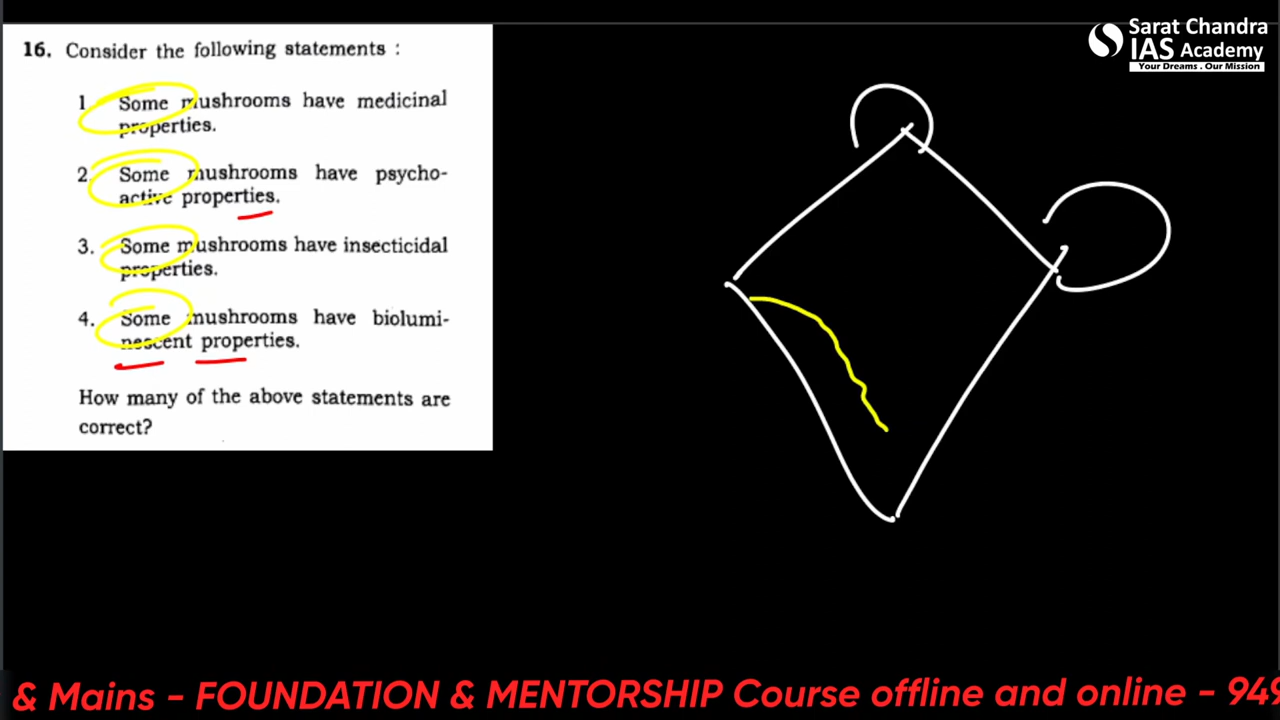 Sarat Chandra
IAS Academy
Your Dreams . Our Mission
16. Consider the following statements :
1. Some mushrooms have medicinal
properties.
2. Some mushrooms have psycho-
active properties.
3. Some mushrooms have insecticidal
properties.
4. Some mushrooms have biolumi-
nescent properties.
How many of the above statements are
correct?
& Mains - FOUNDATION & MENTORSHIP Course offline and online - 949